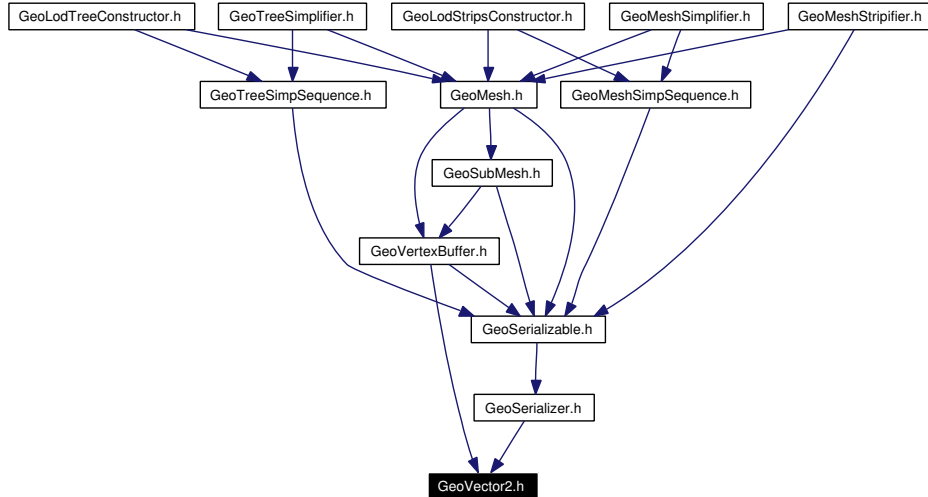 GeoLodTreeConstructor.h
GeoTreeSimplifier.h
GeoLodStripsConstructor.h
GeoMeshSimplifier.h
GeoMeshStripifier.h
GeoTreeSimpSequence.h
GeoMesh.h
GeoMeshSimpSequence.h
GeoSubMesh.h
GeoVertexBuffer.h
GeoSerializable.h
GeoSerializer.h
GeoVector2.h